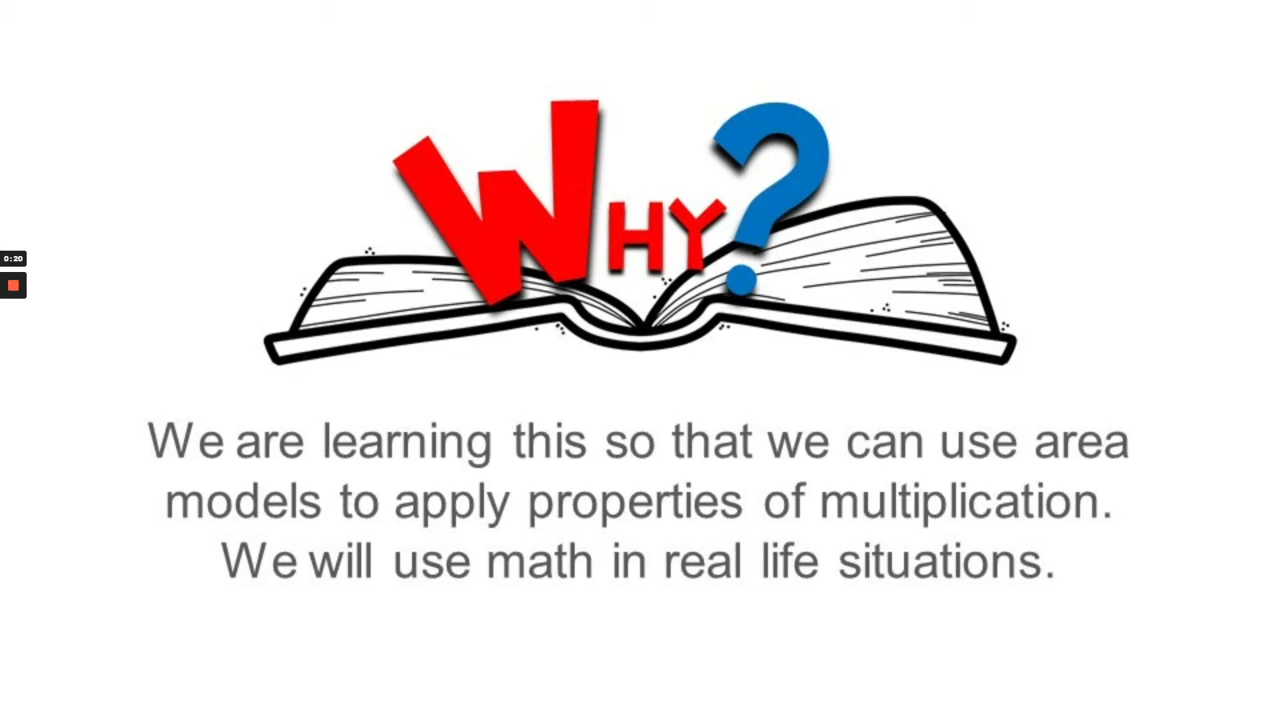 WHY?
0:20
We are learning this so that we can use area
models to apply properties of multiplication.
We will use math in real life situations.